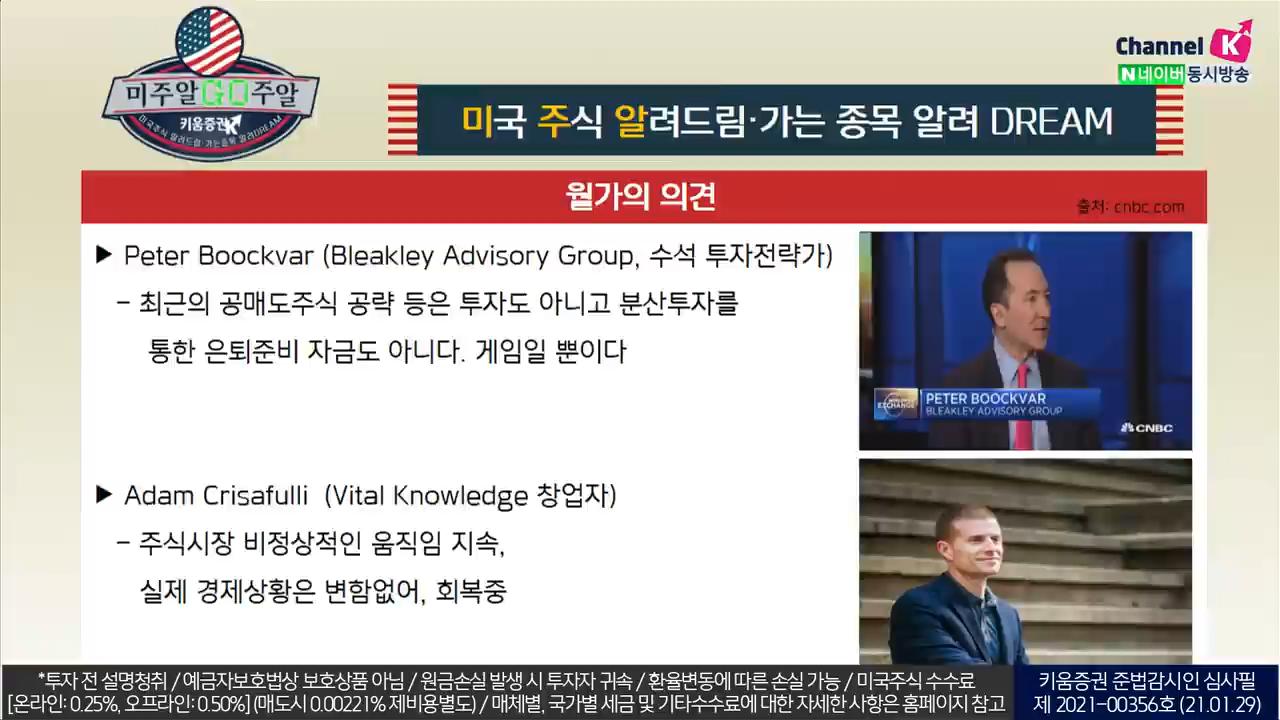 미주알GO주알
키움증권
미국주식 알려드림·가는종목 알려DREAM
Channel K
N 네이버 동시방송
미국 주식 알려드림·가는 종목 알려 DREAM
월가의 의견
출처: cnbc.com
▶ Peter Boockvar (Bleakley Advisory Group, 수석 투자전략가)
- 최근의 공매도주식 공략 등은 투자도 아니고 분산투자를
통한 은퇴준비 자금도 아니다. 게임일 뿐이다
EXCHANGE
PETER BOOCKVAR
BLEAKLEY ADVISORY GROUP
CNBC
▶ Adam Crisafulli (Vital Knowledge 창업자)
- 주식시장 비정상적인 움직임 지속,
실제 경제상황은 변함없어, 회복중
*투자 전 설명청취 / 예금자보호법상 보호상품 아님 / 원금손실 발생 시 투자자 귀속 / 환율변동에 따른 손실 가능 / 미국주식 수수료
[온라인: 0.25%, 오프라인: 0.50%] (매도시 0.00221% 제비용별도) / 매체별, 국가별 세금 및 기타수수료에 대한 자세한 사항은 홈페이지 참고
키움증권 준법감시인 심사필
제 2021-00356호 (21.01.29)